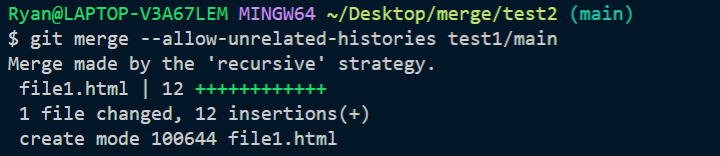 Ryan@LAPTOP-V3A67LEM MINGW64 ~/Desktop/merge/test2 (main)
$ git merge --allow-unrelated-histories test1/main
Merge made by the 'recursive' strategy.
 file1.html | 12 ++++++++++++
 1 file changed, 12 insertions(+)
 create mode 100644 file1.html